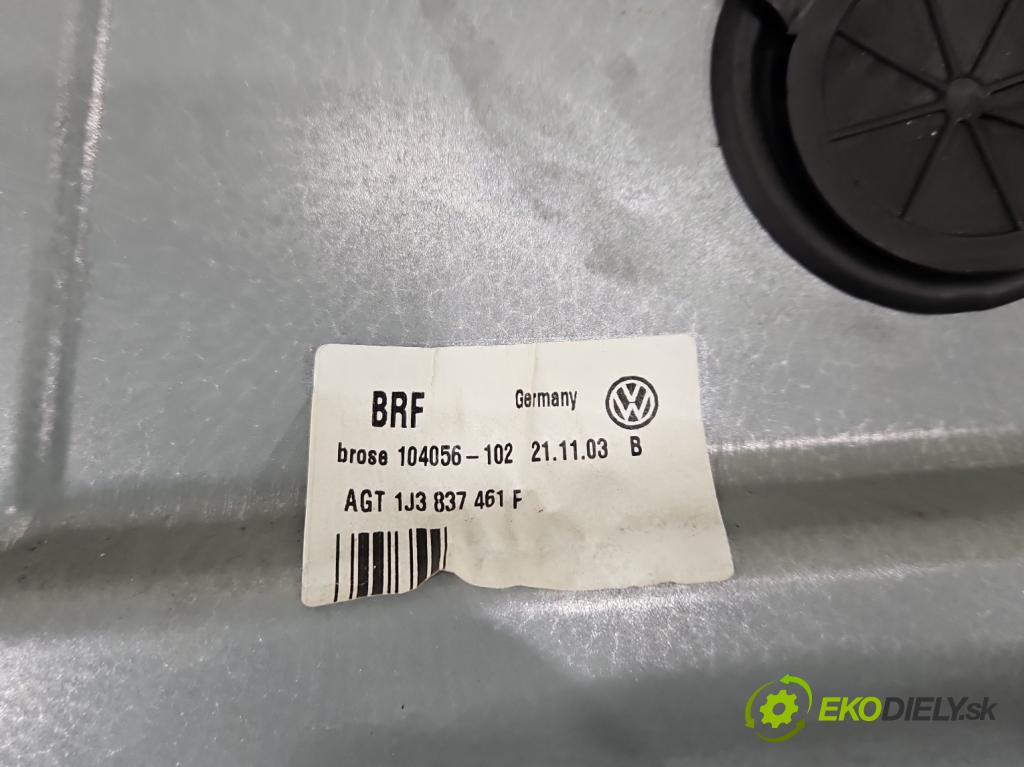 BRF Germany
brose 104056-102 21.11.03 B
AGT 1J3 837 461 F
EKODIELY.sk